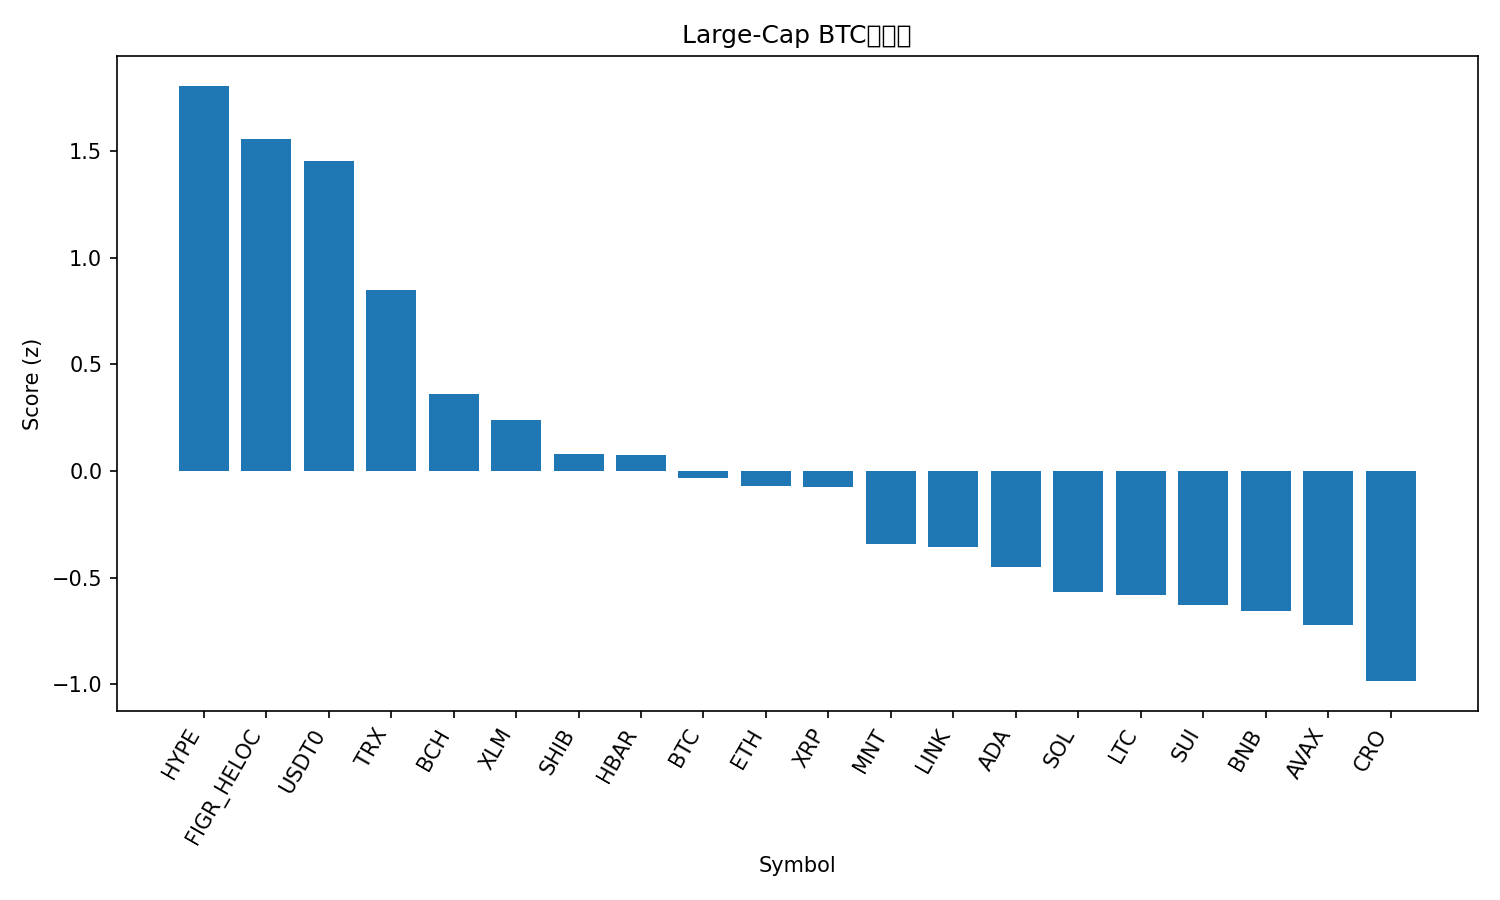 Large-Cap BTC
1.5
1.0
0.5
0.0
−0.5
−1.0
Score (z)
HYPE
FIGR_HELOC
USDT0
TRX
BCH
XLM
SHIB
HBAR
BTC
ETH
XRP
MNT
LINK
ADA
SOL
LTC
SUI
BNB
AVAX
CRO
Symbol